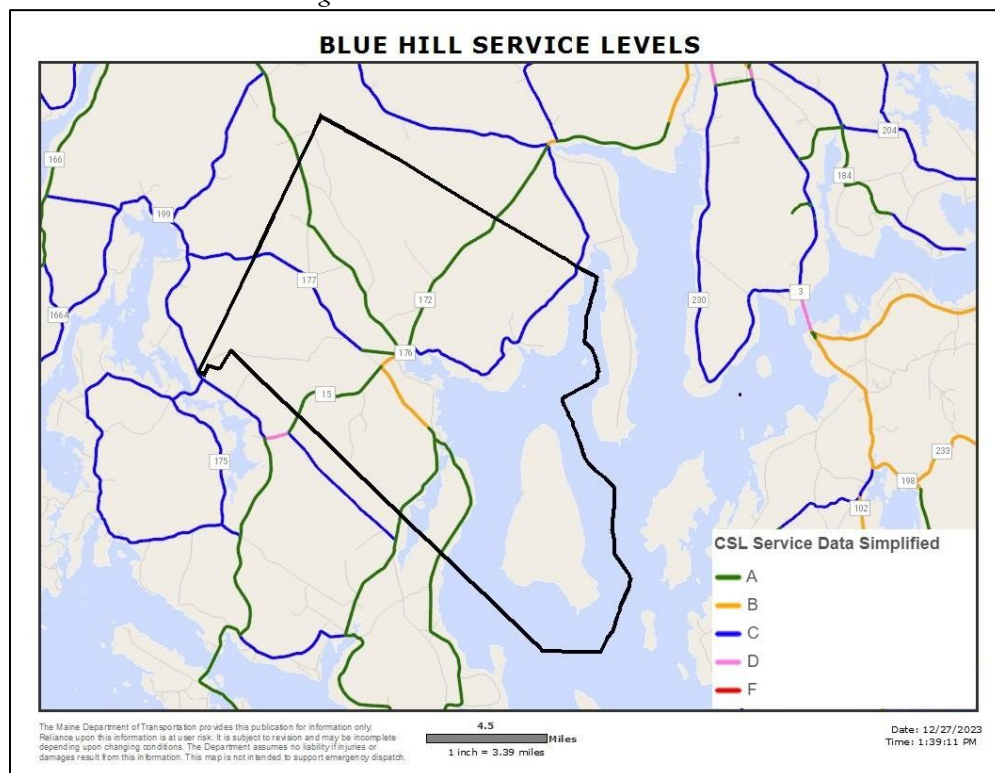 BLUE HILL SERVICE LEVELS
166
204
184
199
177
166A
172
230
3
176
15
175
233
198
102
CSL Service Data Simplified
A
B
C
D
F
The Maine Department of Transportation provides this publication for information only.
Reliance upon this information is at user risk. It is subject to revision and may be incomplete
depending upon changing conditions. The Department assumes no liability if injuries or
damages result from this information. This map is not intended to support emergency dispatch.
4.5
Miles
1 inch = 3.39 miles
Date: 12/27/2023
Time: 1:39:11 PM